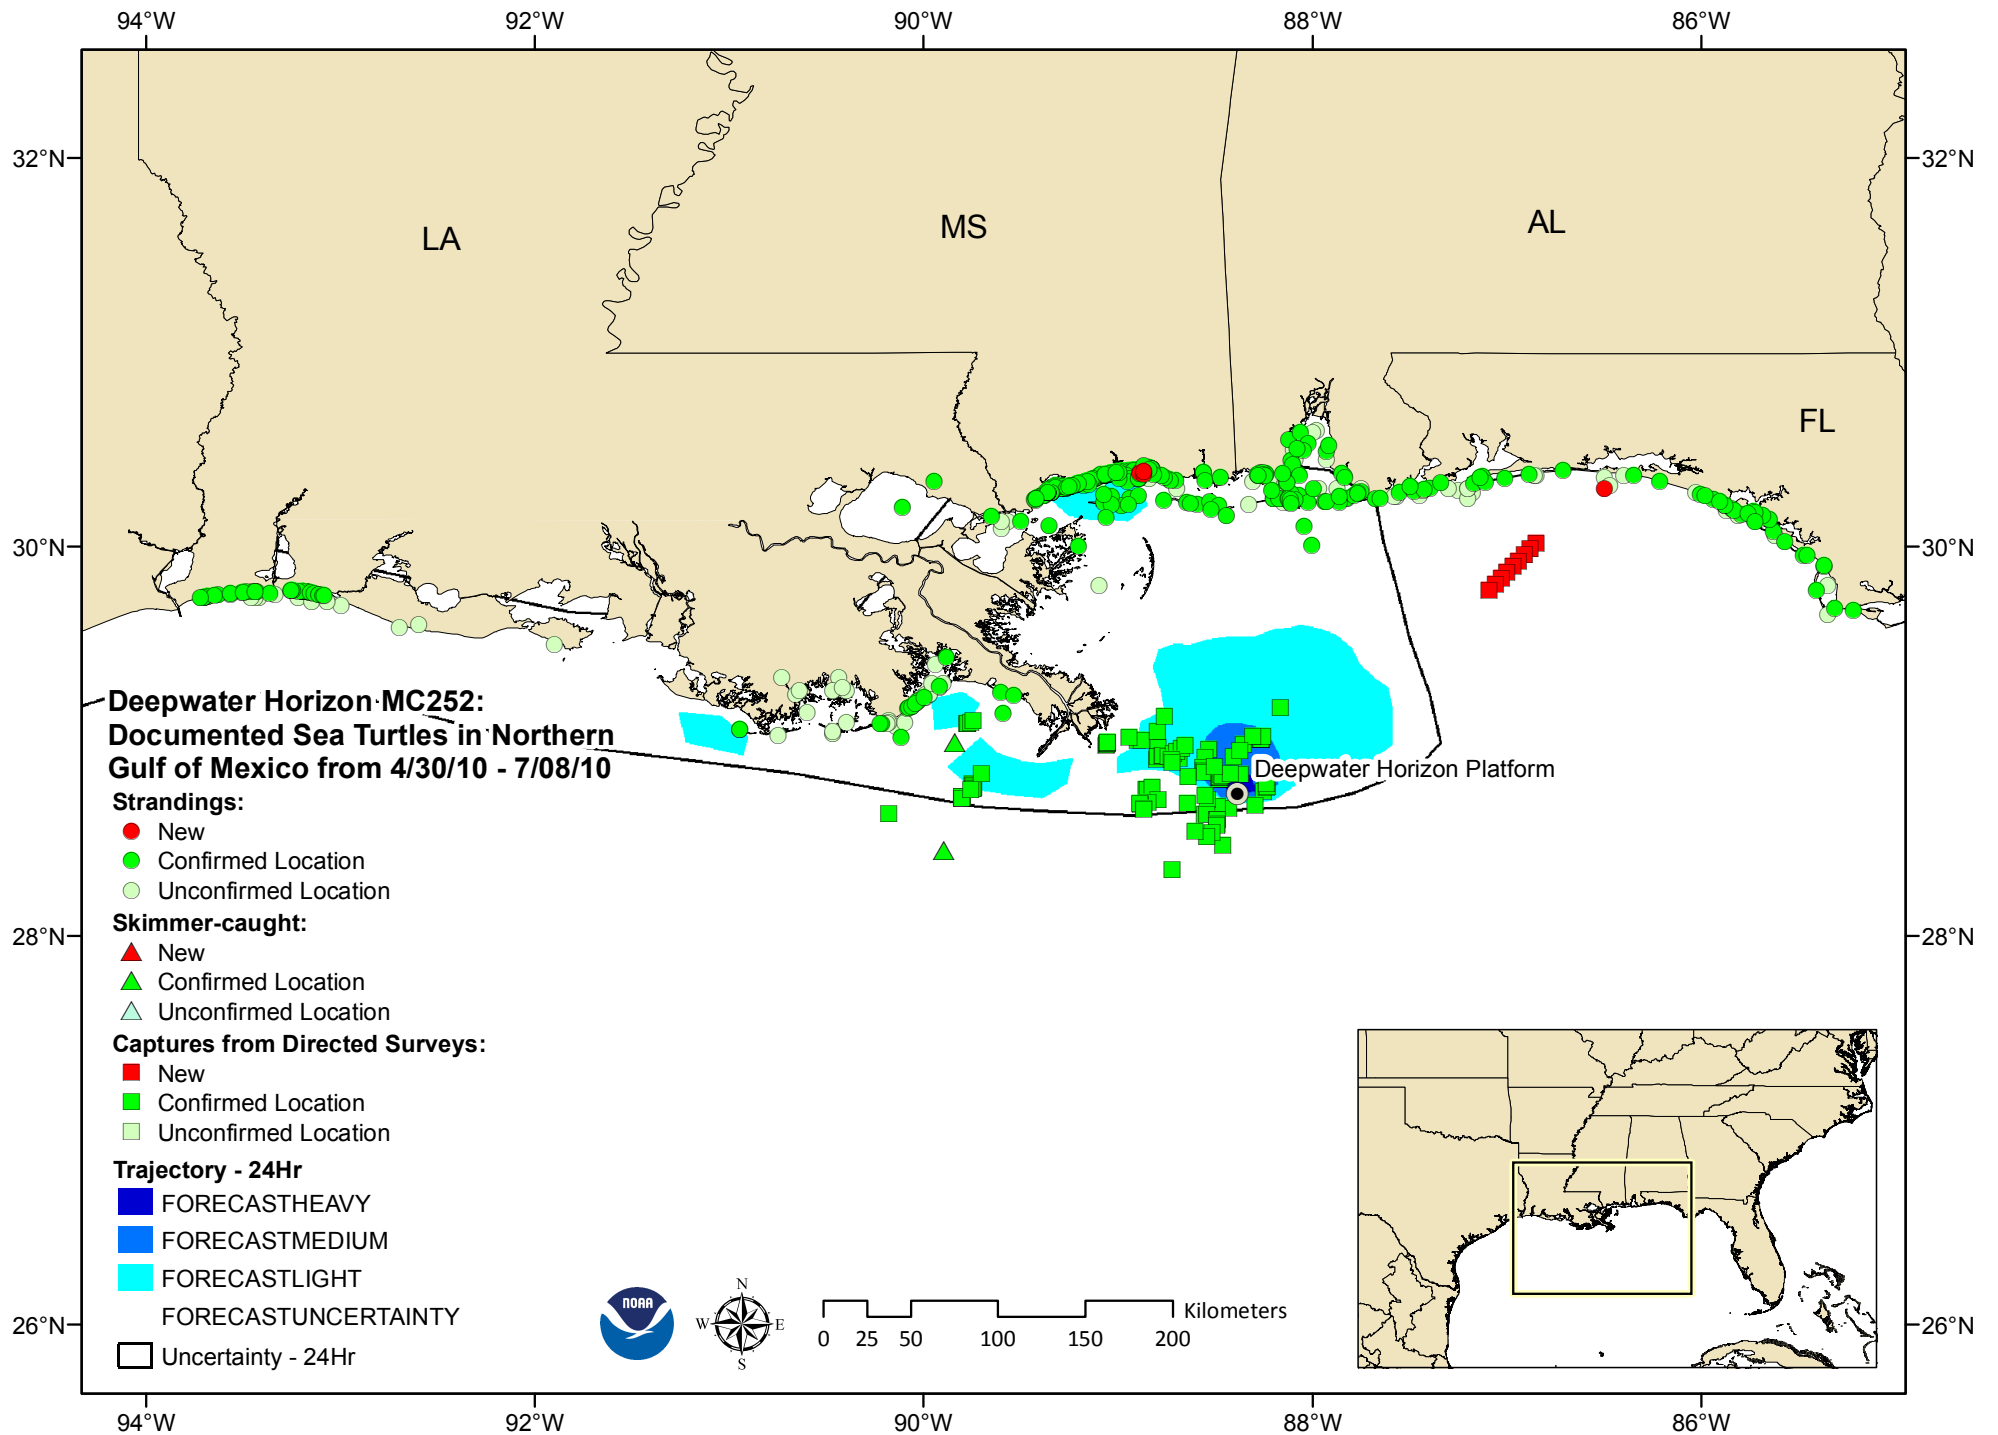 94°W 92°W 90°W 88°W 86°W
32°N 32°N
LA MS AL
FL
30°N 30°N
Deepwater Horizon MC252:
Documented Sea Turtles in Northern
Gulf of Mexico from 4/30/10 - 7/08/10
Deepwater Horizon Platform
Strandings:
New
Confirmed Location
Unconfirmed Location
Skimmer-caught:
28°N 28°N
New
Confirmed Location
Unconfirmed Location
Captures from Directed Surveys:
New
Confirmed Location
Unconfirmed Location
Trajectory - 24Hr
FORECASTHEAVY
FORECASTMEDIUM
FORECASTLIGHT
FORECASTUNCERTAINTY
Uncertainty - 24Hr
NOAA
N
W E
S
Kilometers
0 25 50 100 150 200
26°N 26°N
94°W 92°W 90°W 88°W 86°W